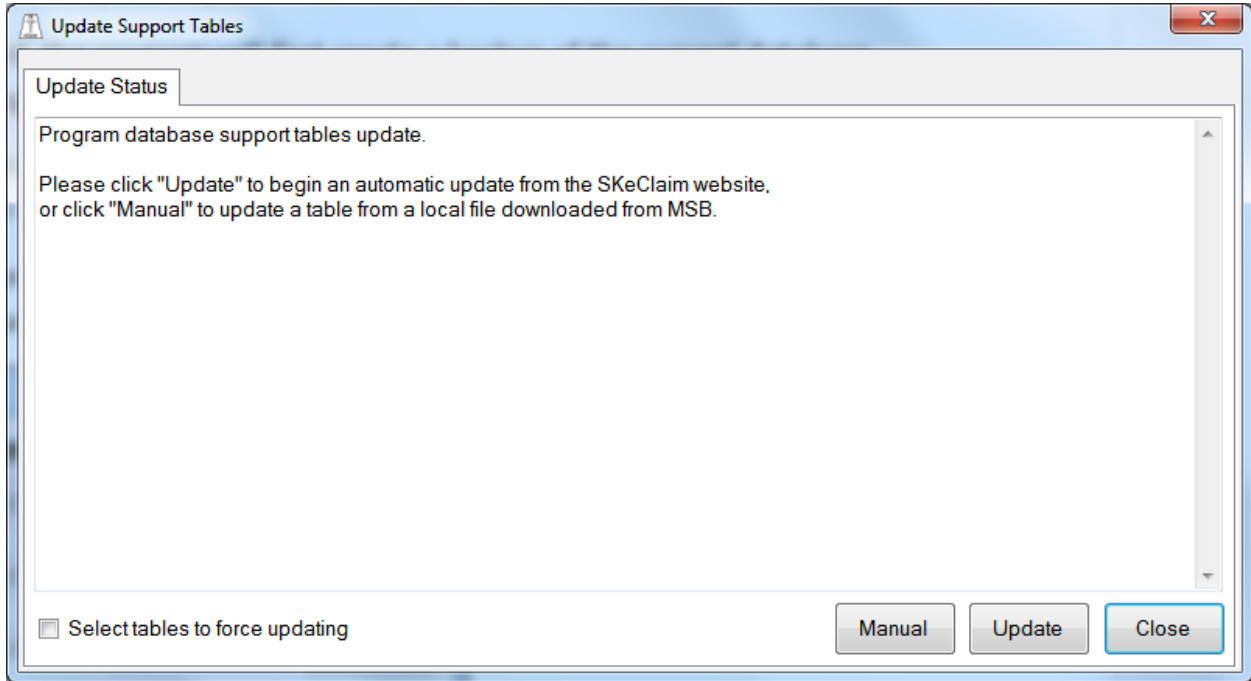 Update Support Tables
Update Status
Program database support tables update.
Please click "Update" to begin an automatic update from the SKeClaim website,
or click "Manual" to update a table from a local file downloaded from MSB.
Select tables to force updating
Manual
Update
Close